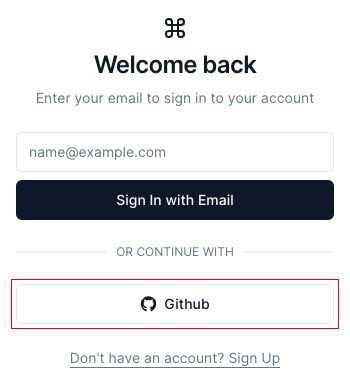 Welcome back
Enter your email to sign in to your account
name@example.com
Sign In with Email
OR CONTINUE WITH
Github
Don't have an account? Sign Up